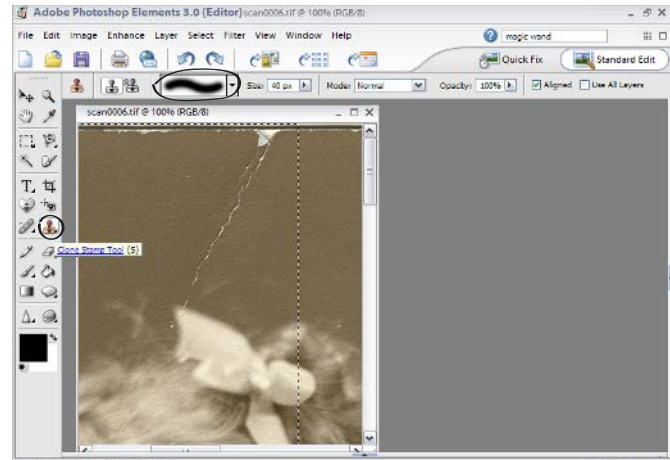 Adobe Photoshop Elements 3.0 (Editor) scan0006.tif @ 100% (RGB/8)
File Edit Image Enhance Layer Select Filter View Window Help magic wand
Quick Fix Standard Edit
Size: 40 px Mode: Normal Opacity: 100% Aligned Use All Layers
scan0006.tif @ 100% (RGB/8)
T
Clone Stamp Tool (S)